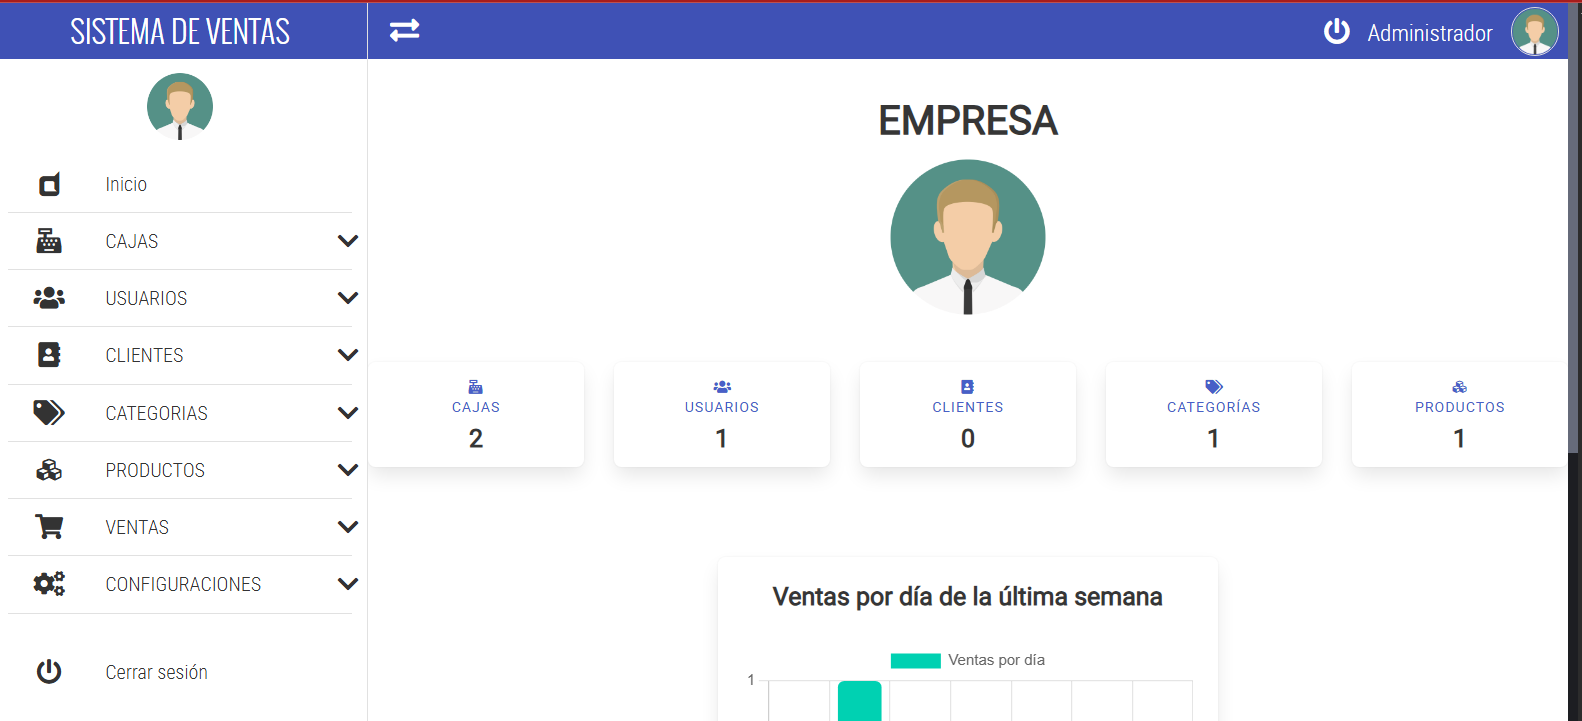 SISTEMA DE VENTAS
Administrador
Inicio
CAJAS
USUARIOS
CLIENTES
CATEGORIAS
PRODUCTOS
VENTAS
CONFIGURACIONES
Cerrar sesión
EMPRESA
CAJAS
2
USUARIOS
1
CLIENTES
0
CATEGORÍAS
1
PRODUCTOS
1
Ventas por día de la última semana
Ventas por día
1